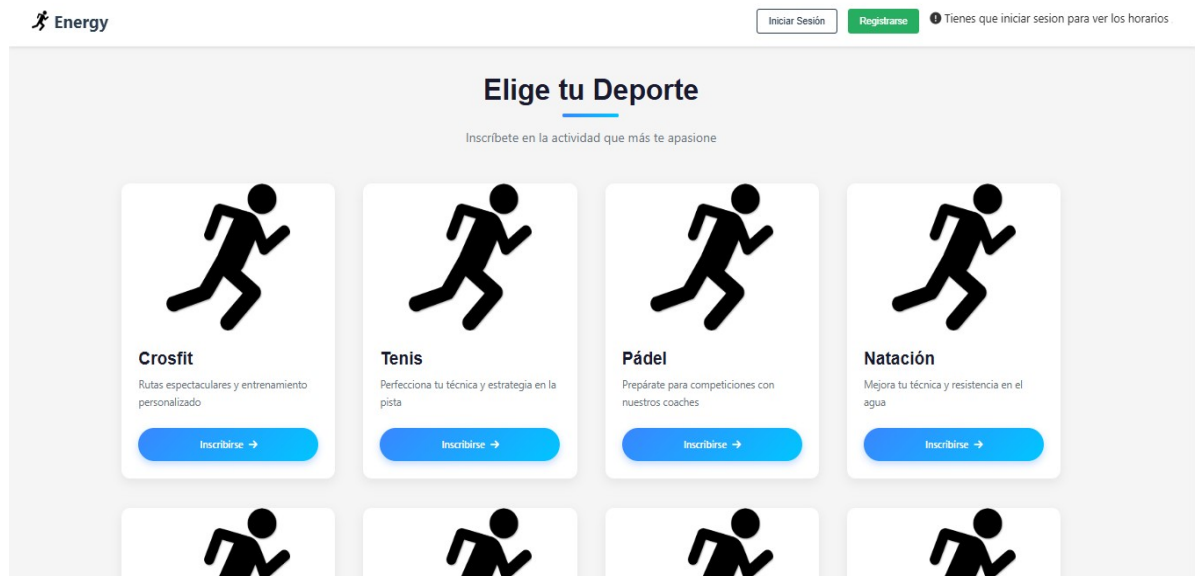 Energy
Iniciar Sesión
Registrarse
Tienes que iniciar sesion para ver los horarios
Elige tu Deporte
Inscríbete en la actividad que más te apasione
Crosfit
Rutas espectaculares y entrenamiento
personalizado
Inscribirse →
Tenis
Perfecciona tu técnica y estrategia en la
pista
Inscribirse →
Pádel
Prepárate para competiciones con
nuestros coaches
Inscribirse →
Natación
Mejora tu técnica y resistencia en el
agua
Inscribirse →